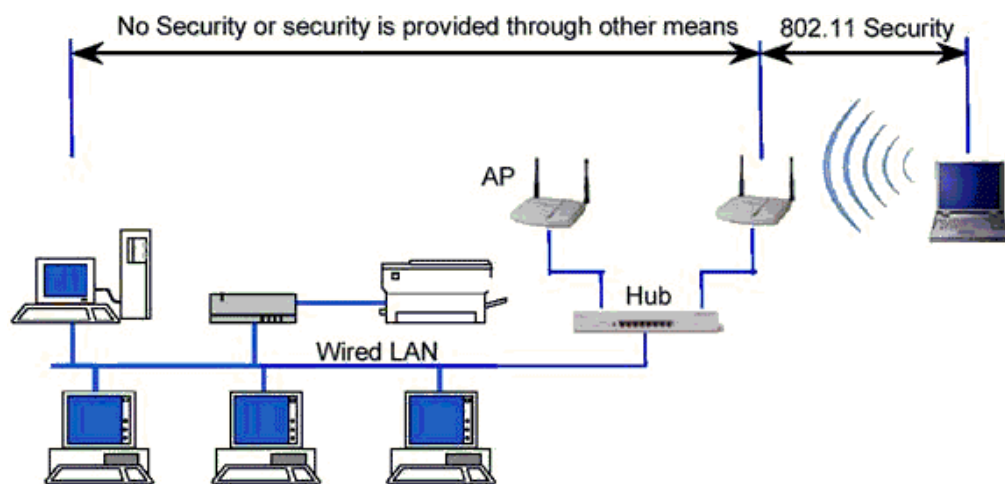 No Security or security is provided through other means
802.11 Security
AP
Hub
Wired LAN